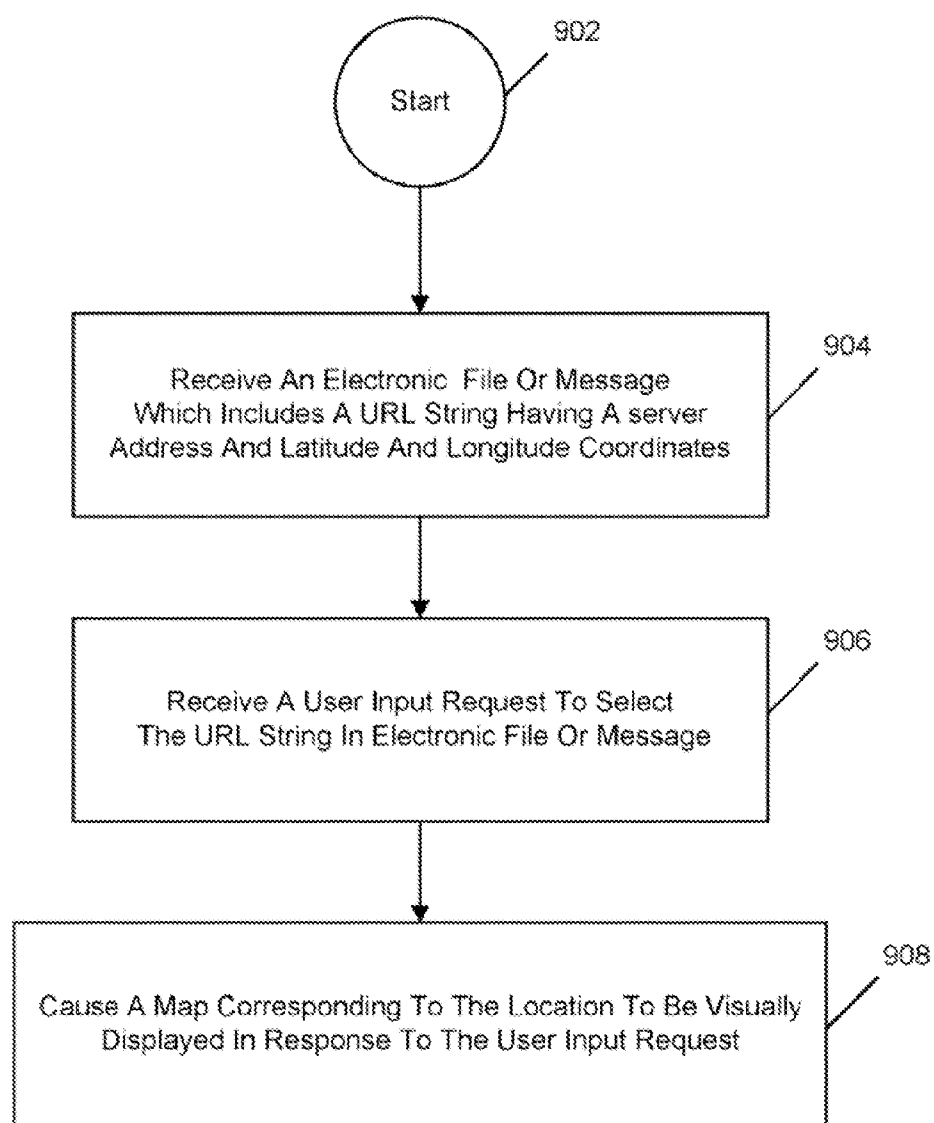 902
Start
904
Receive An Electronic File Or Message
Which Includes A URL String Having A server
Address And Latitude And Longitude Coordinates
906
Receive A User Input Request To Select
The URL String In Electronic File Or Message
908
Cause A Map Corresponding To The Location To Be Visually
Displayed In Response To The User Input Request